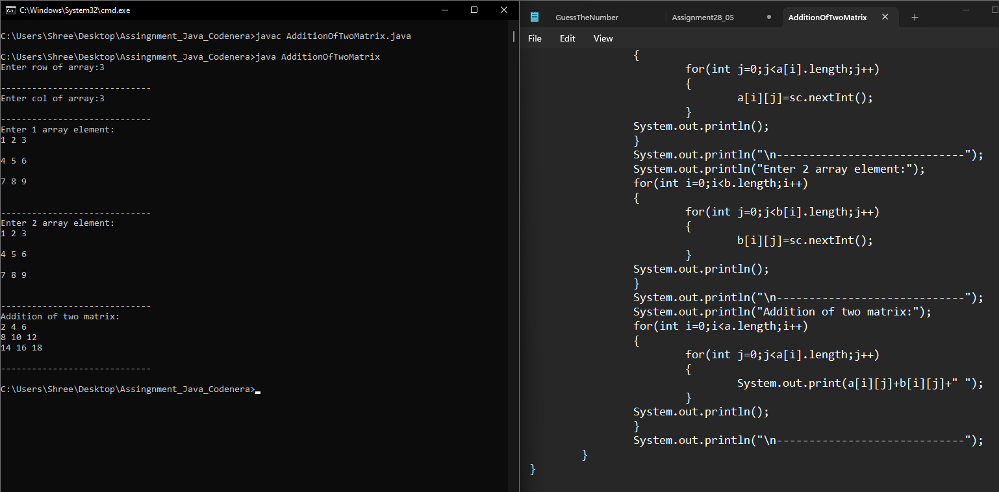 C:\Windows\System32\cmd.exe
C:\Users\Shree\Desktop\Assingnment_Java_Codenera>javac AdditionOfTwoMatrix.java
C:\Users\Shree\Desktop\Assingnment_Java_Codenera>java AdditionOfTwoMatrix
Enter row of array:3
-----------------------------
Enter col of array:3
-----------------------------
Enter 1 array element:
1 2 3
4 5 6
7 8 9
-----------------------------
Enter 2 array element:
1 2 3
4 5 6
7 8 9
-----------------------------
Addition of two matrix:
2 4 6
8 10 12
14 16 18
-----------------------------
C:\Users\Shree\Desktop\Assingnment_Java_Codenera>
GuessTheNumber Assignment28_05 AdditionOfTwoMatrix
File Edit View
{
for(int j=0;j<a[i].length;j++)
{
a[i][j]=sc.nextInt();
}
System.out.println();
}
System.out.println("\n-----------------------------");
System.out.println("Enter 2 array element:");
for(int i=0;i<b.length;i++)
{
for(int j=0;j<b[i].length;j++)
{
b[i][j]=sc.nextInt();
}
System.out.println();
}
System.out.println("\n-----------------------------");
System.out.println("Addition of two matrix:");
for(int i=0;i<a.length;i++)
{
for(int j=0;j<a[i].length;j++)
{
System.out.print(a[i][j]+b[i][j]+" ");
}
System.out.println();
}
System.out.println("\n-----------------------------");
}
}